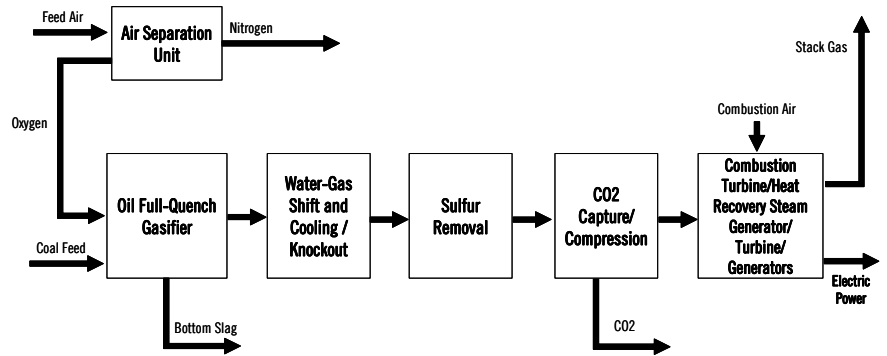 Feed Air
Air Separation
Unit
Nitrogen
Stack Gas
Oxygen
Combustion Air
Oil Full-Quench
Gasifier
Water-Gas
Shift and
Cooling /
Knockout
Sulfur
Removal
CO2
Capture/
Compression
Combustion
Turbine/Heat
Recovery Steam
Generator/
Turbine/
Generators
Coal Feed
Electric
Power
Bottom Slag
CO2